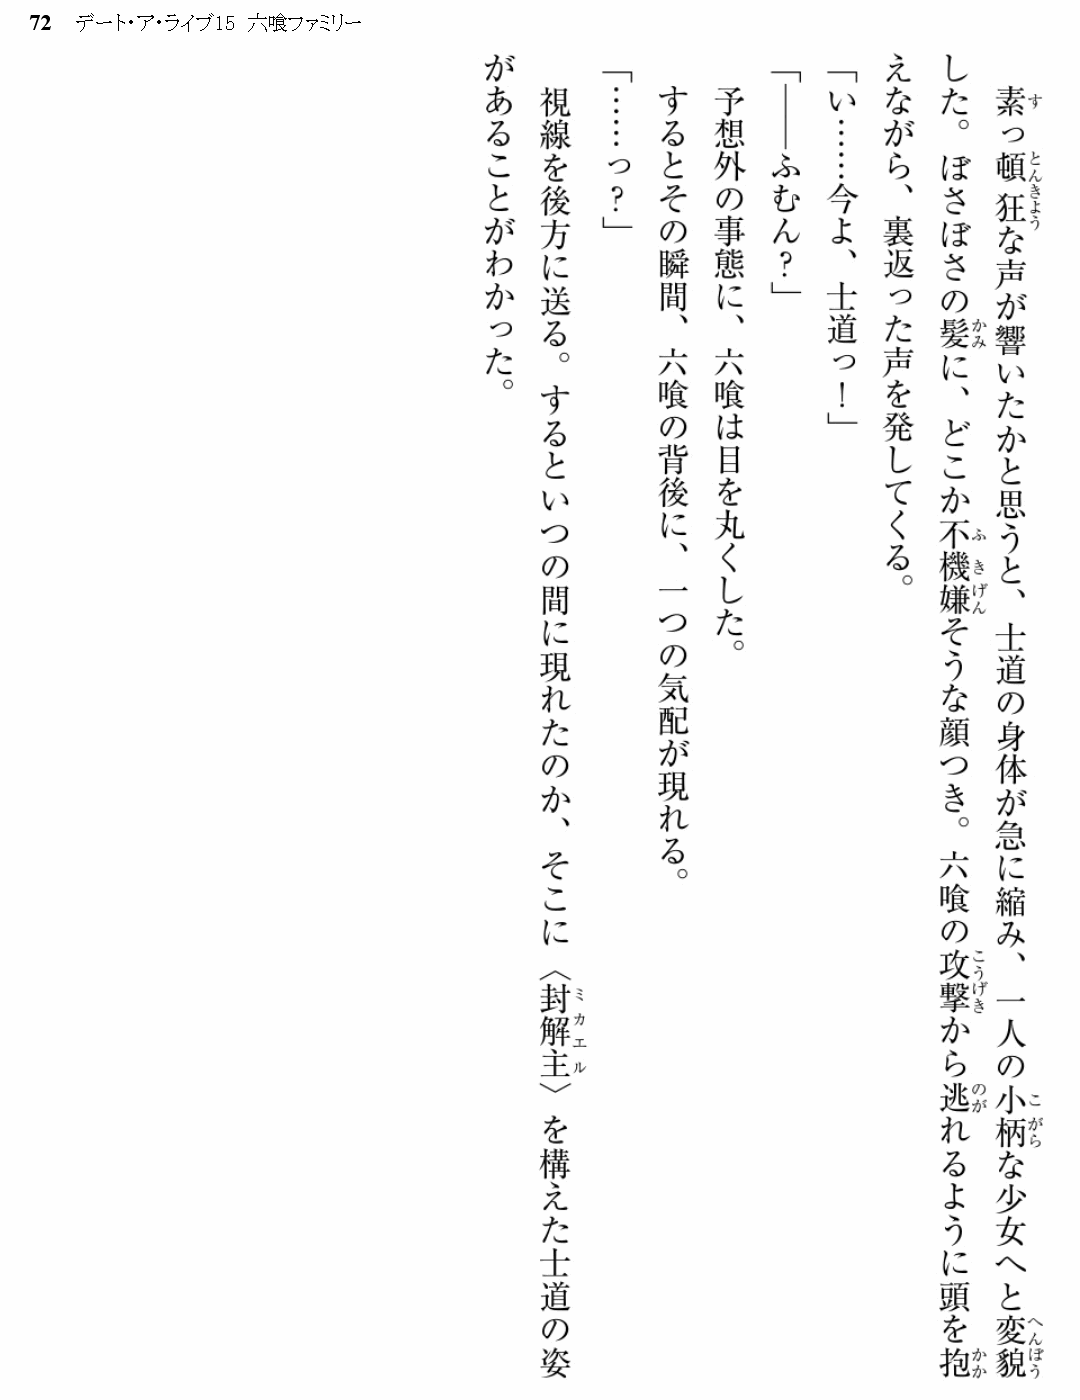 72 デート・ア・ライブ15 六喰ファミリー
素っ頓狂な声が響いたかと思うと、士道の身体が急に縮み、一人の小柄な少女へと変貌
した。ぼさぼさの髪に、どこか不機嫌そうな顔つき。六喰の攻撃から逃れるように頭を抱
えながら、裏返った声を発してくる。
「い……今よ、士道っ！」
「――ふむん？」
予想外の事態に、六喰は目を丸くした。
するとその瞬間、六喰の背後に、一つの気配が現れる。
「……っ？」
視線を後方に送る。するといつの間に現れたのか、そこに〈封解主〉を構えた士道の姿
があることがわかった。